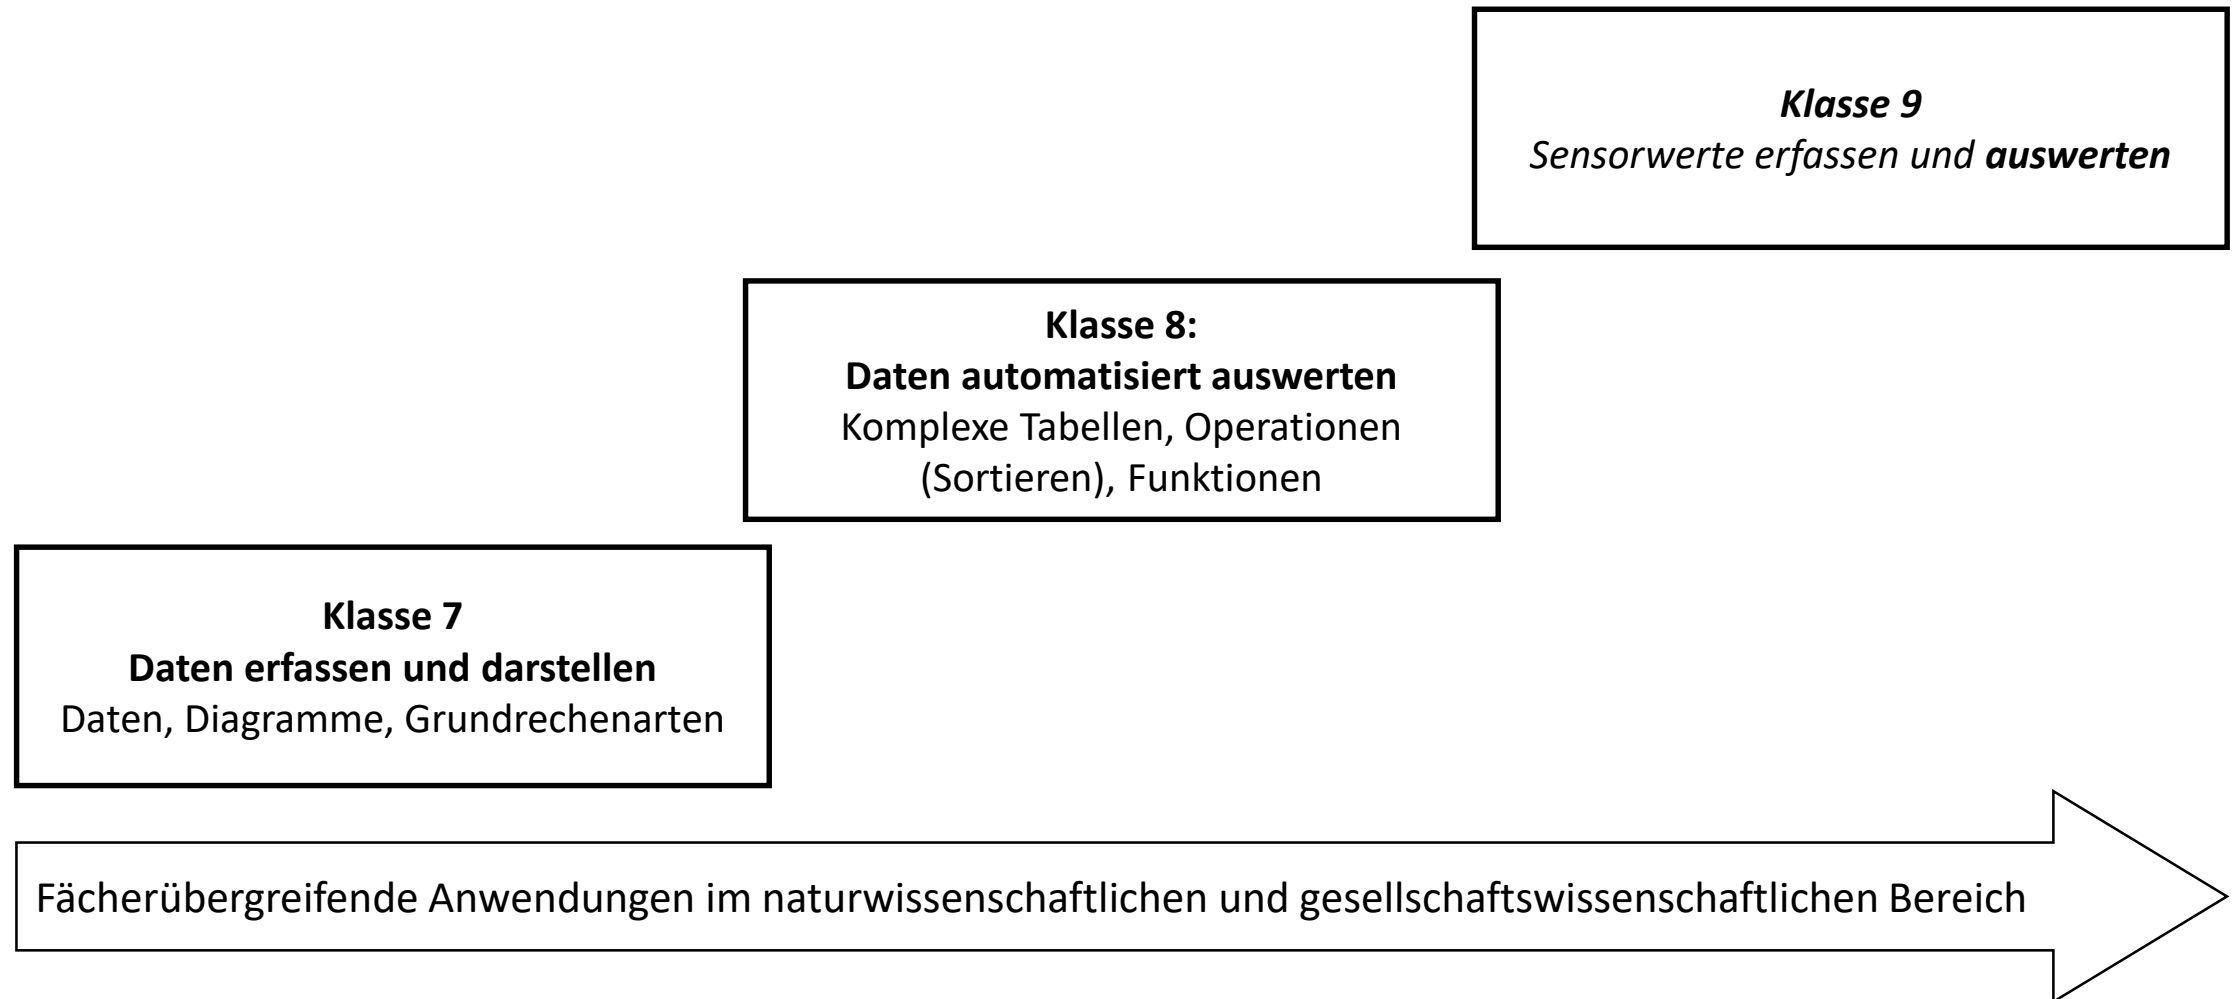 Klasse 9
Sensorwerte erfassen und auswerten
Klasse 8:
Daten automatisiert auswerten
Komplexe Tabellen, Operationen
(Sortieren), Funktionen
Klasse 7
Daten erfassen und darstellen
Daten, Diagramme, Grundrechenarten
Fächerübergreifende Anwendungen im naturwissenschaftlichen und gesellschaftswissenschaftlichen Bereich